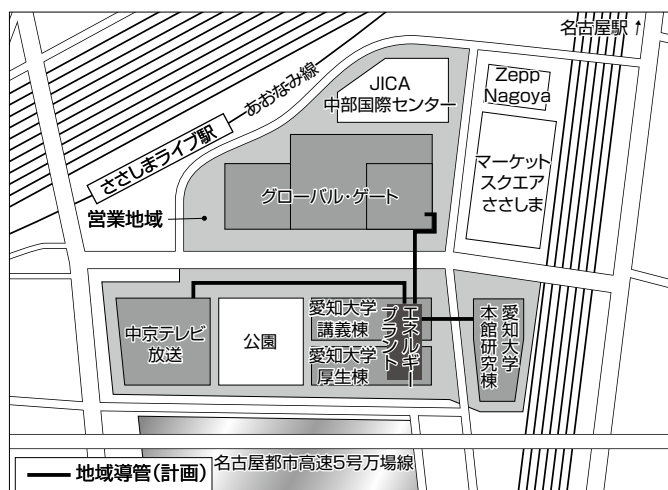 名古屋駅↑
JICA
中部国際センター
Zepp
Nagoya
あおなみ線
ささしまライブ駅
マーケット
スクエア
ささしま
グローバル・ゲート
営業地域
中京テレビ
放送
公園
愛知大学
講義棟
愛知大学
厚生棟
エネルギー
プラント
愛知大学
本館研究棟
名古屋都市高速5号万場線
地域導管(計画)